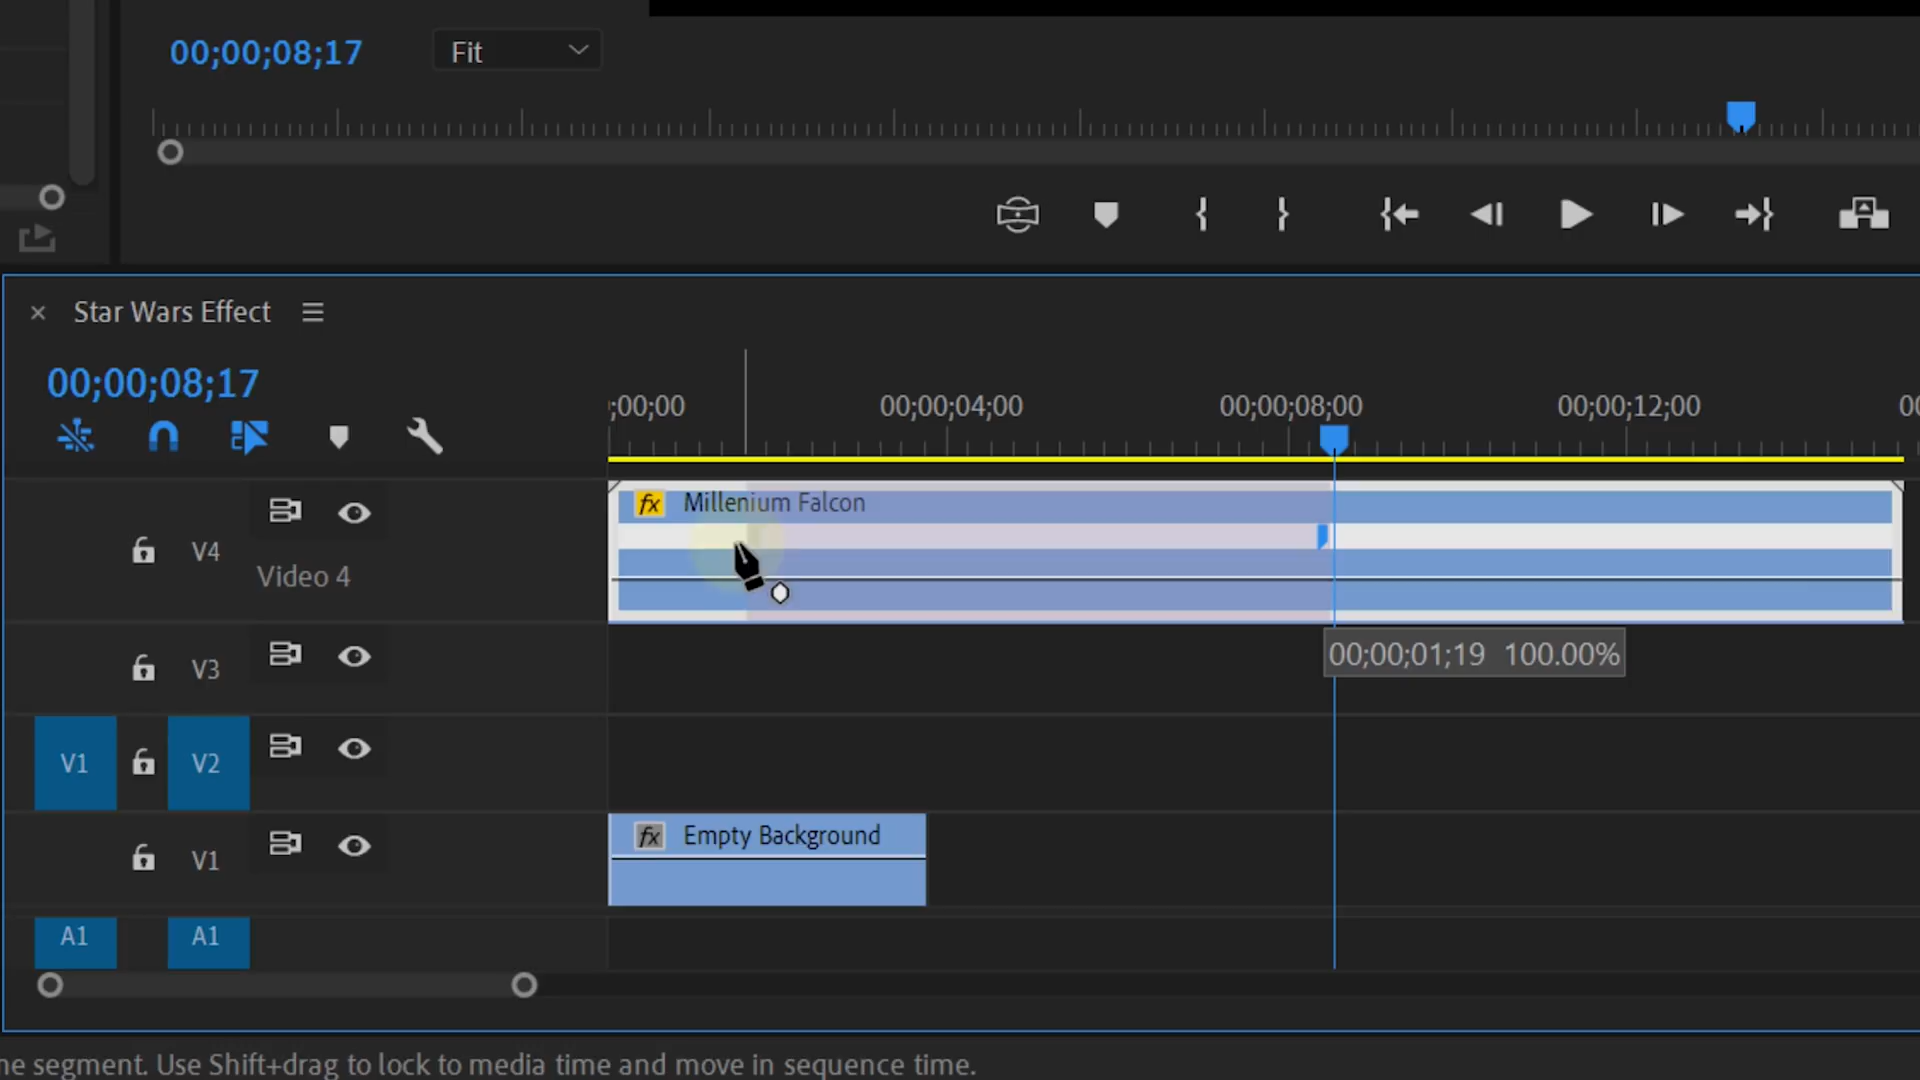 00;00;08;17 Fit
× Star Wars Effect
00;00;08;17
;00;00 00;00;04;00 00;00;08;00 00;00;12;00 00
fx Millenium Falcon
V4
Video 4
00;00;01;19 100.00%
V3
V1 V2
fx Empty Background
V1
A1 A1
ne segment. Use Shift+drag to lock to media time and move in sequence time.